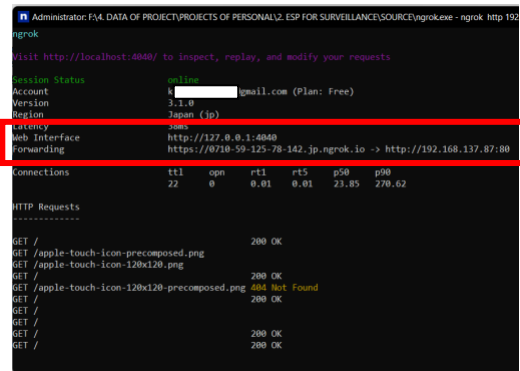 Administrator: F:\4. DATA OF PROJECT\PROJECTS OF PERSONAL\2. ESP FOR SURVEILLANCE\SOURCE\ngrok.exe - ngrok http 192
ngrok
Visit http://localhost:4040/ to inspect, replay, and modify your requests
Session Status online
Account k @gmail.com (Plan: Free)
Version 3.1.0
Region Japan (jp)
Latency 38ms
Web Interface http://127.0.0.1:4040
Forwarding https://0710-59-125-78-142.jp.ngrok.io -> http://192.168.137.87:80
Connections ttl opn rt1 rt5 p50 p90
22 0 0.01 0.01 23.85 270.62
HTTP Requests
-------------
GET / 200 OK
GET /apple-touch-icon-precomposed.png
GET /apple-touch-icon-120x120.png
GET / 200 OK
GET /apple-touch-icon-120x120-precomposed.png 404 Not Found
GET / 200 OK
GET /
GET /
GET / 200 OK
GET / 200 OK